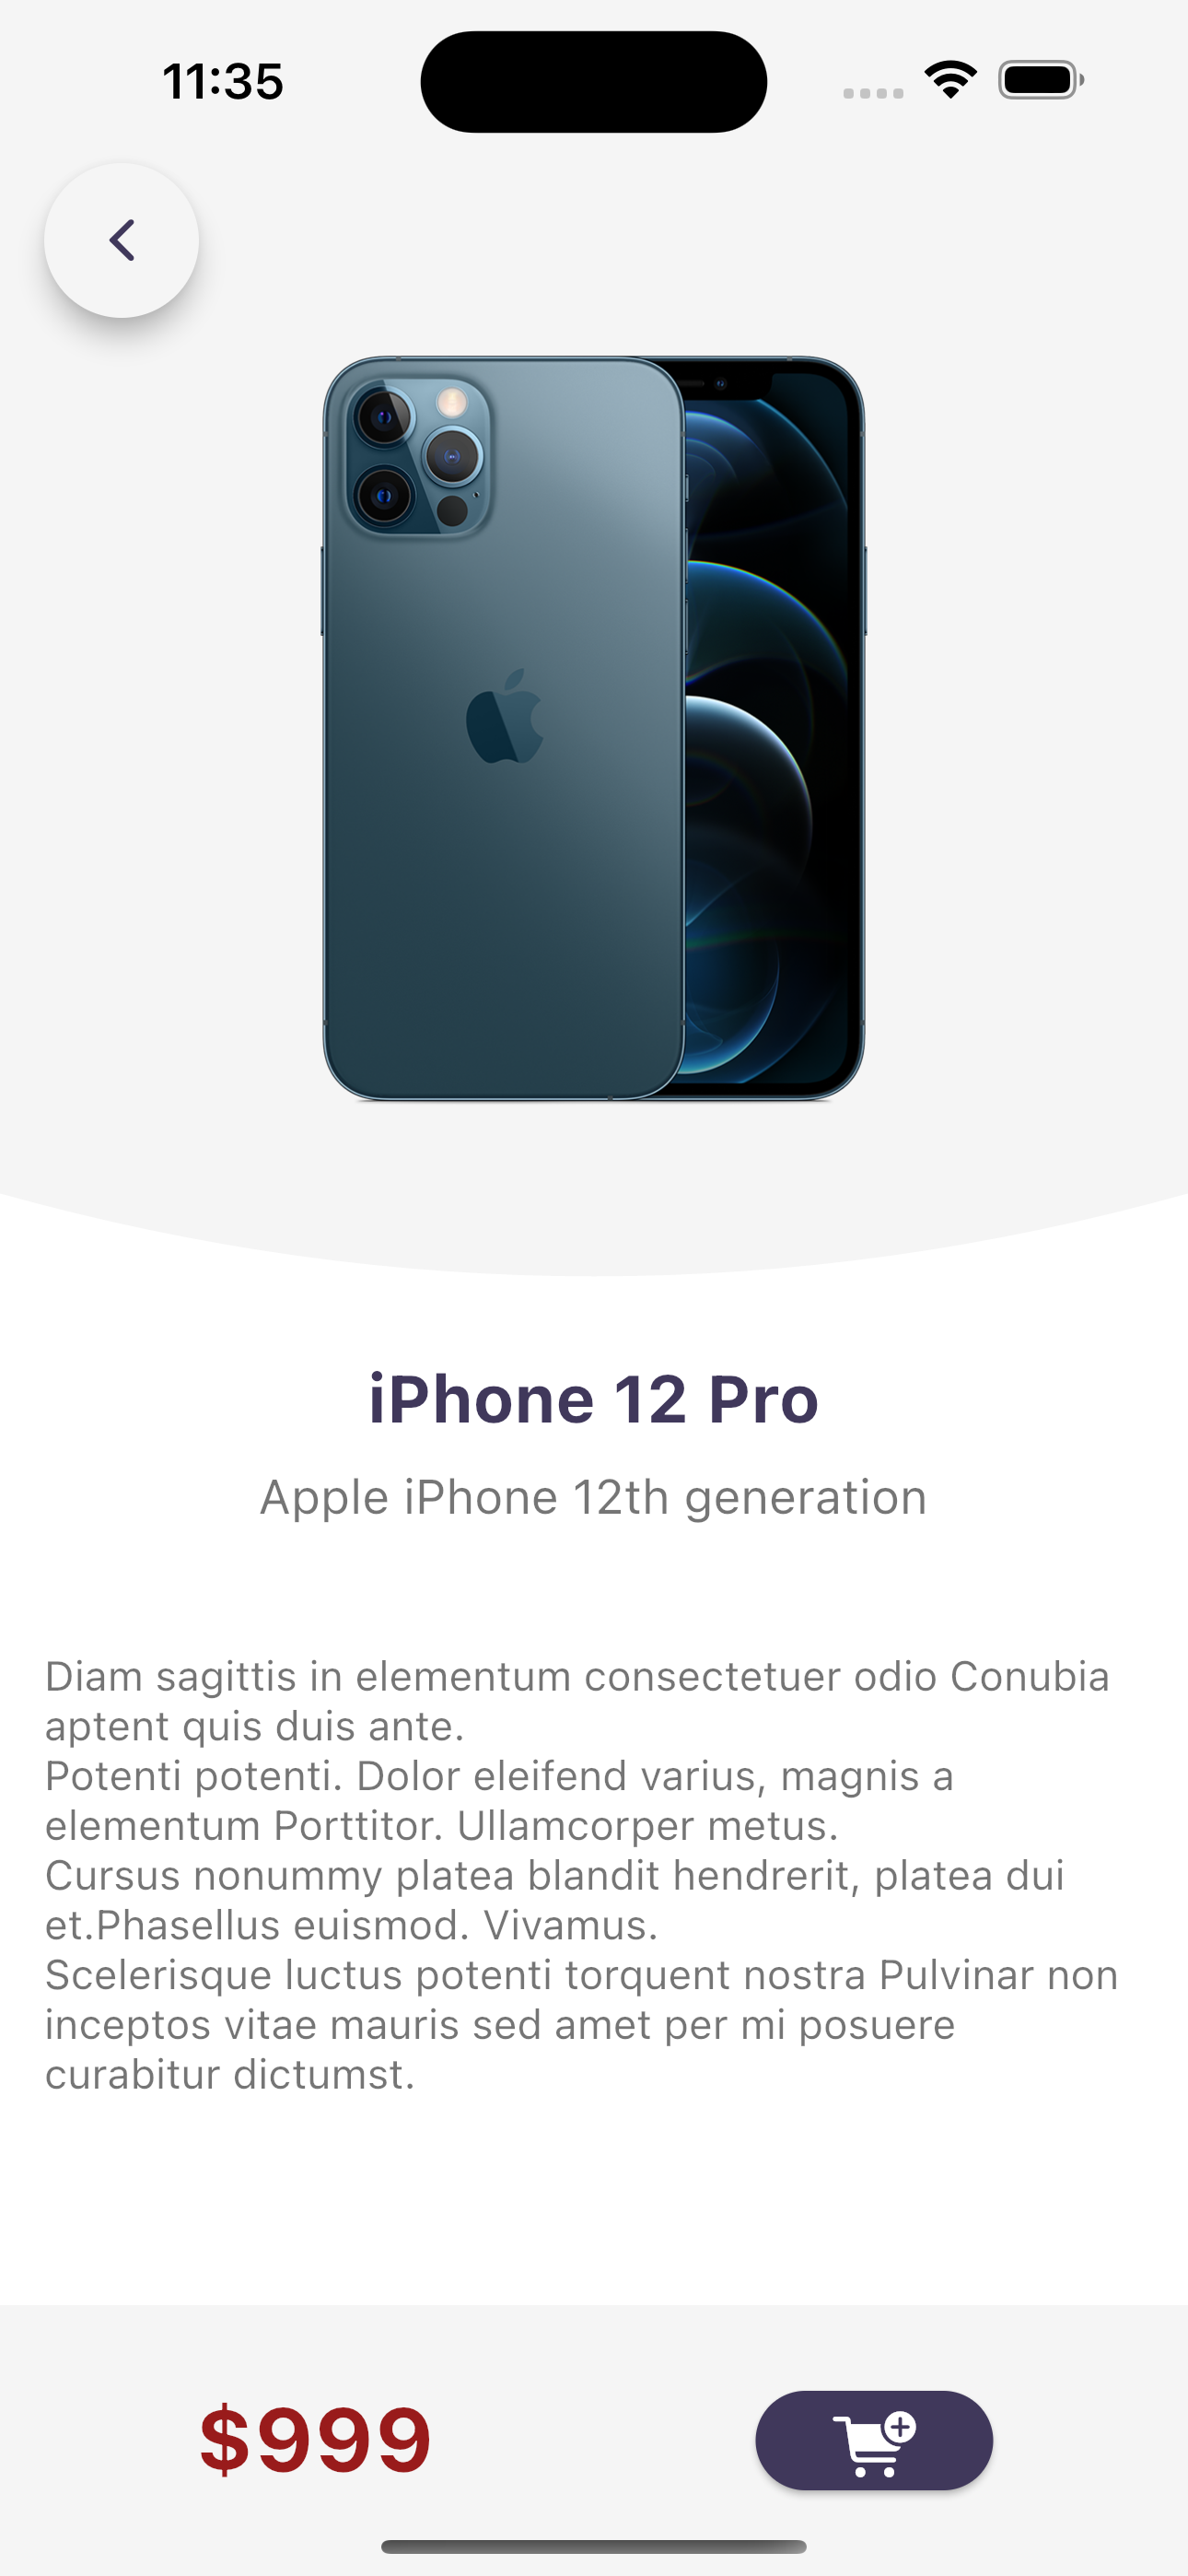 11:35
iPhone 12 Pro
Apple iPhone 12th generation
Diam sagittis in elementum consectetuer odio Conubia
aptent quis duis ante.
Potenti potenti. Dolor eleifend varius, magnis a
elementum Porttitor. Ullamcorper metus.
Cursus nonummy platea blandit hendrerit, platea dui
et.Phasellus euismod. Vivamus.
Scelerisque luctus potenti torquent nostra Pulvinar non
inceptos vitae mauris sed amet per mi posuere
curabitur dictumst.
$999